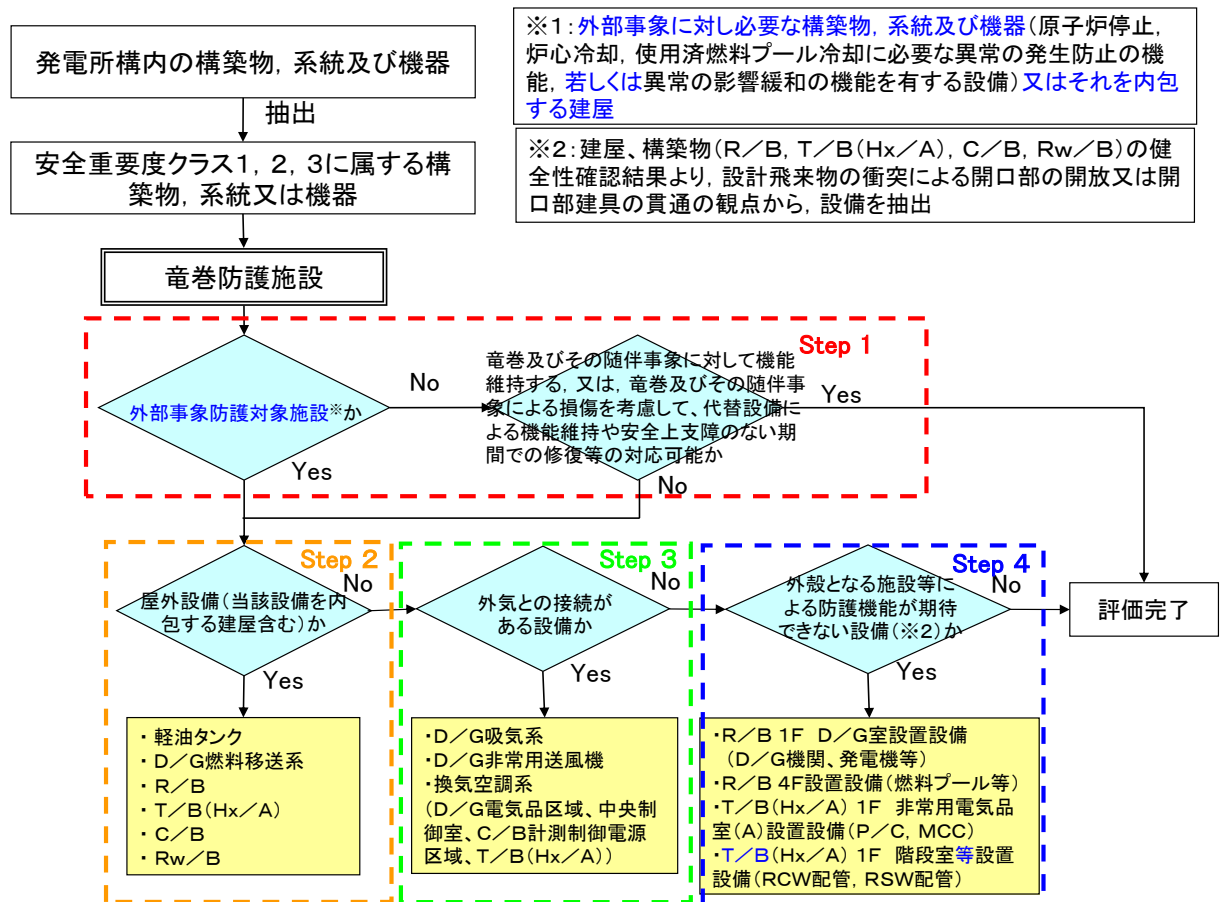 発電所構内の構築物，系統及び機器
抽出
安全重要度クラス１，２，３に属する構
築物，系統又は機器
竜巻防護施設
※１：外部事象に対し必要な構築物，系統及び機器（原子炉停止，
炉心冷却，使用済燃料プール冷却に必要な異常の発生防止の機
能，若しくは異常の影響緩和の機能を有する設備）又はそれを内包
する建屋
※２：建屋、構築物（Ｒ／Ｂ，Ｔ／Ｂ（Ｈｘ／Ａ），Ｃ／Ｂ，Ｒｗ／Ｂ）の健
全性確認結果より，設計飛来物の衝突による開口部の開放又は開
口部建具の貫通の観点から，設備を抽出
Step 1
外部事象防護対象施設※か
No
Yes
竜巻及びその随伴事象に対して機能
維持する，又は，竜巻及びその随伴事
象による損傷を考慮して、代替設備に
よる機能維持や安全上支障のない期
間での修復等の対応可能か
Yes
No
Step 2
屋外設備（当該設備を内
包する建屋含む）か
No
Yes
・軽油タンク
・Ｄ／Ｇ燃料移送系
・Ｒ／Ｂ
・Ｔ／Ｂ（Ｈｘ／Ａ）
・Ｃ／Ｂ
・Ｒｗ／Ｂ
Step 3
外気との接続が
ある設備か
No
Yes
・Ｄ／Ｇ吸気系
・Ｄ／Ｇ非常用送風機
・換気空調系
（Ｄ／Ｇ電気品区域、中央制
御室、Ｃ／Ｂ計測制御電源
区域、Ｔ／Ｂ（Ｈｘ／Ａ））
Step 4
外殻となる施設等に
よる防護機能が期待
できない設備（※２）か
No
Yes
・Ｒ／Ｂ １Ｆ Ｄ／Ｇ室設置設備
（Ｄ／Ｇ機関、発電機等）
・Ｒ／Ｂ ４Ｆ設置設備（燃料プール等）
・Ｔ／Ｂ（Ｈｘ／Ａ） １Ｆ 非常用電気品
室（Ａ）設置設備（Ｐ／Ｃ，ＭＣＣ）
・Ｔ／Ｂ（Ｈｘ／Ａ） １Ｆ 階段室等設置
設備（ＲＣＷ配管，ＲＳＷ配管）
評価完了